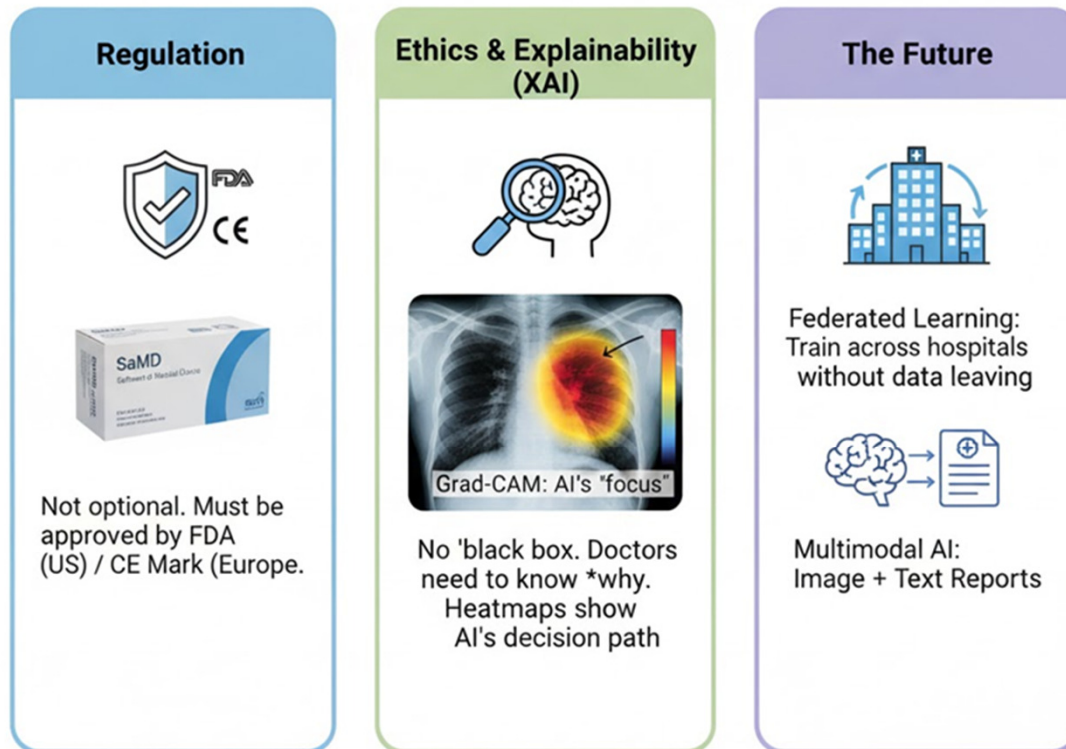 Regulation
FDA
CE
SaMD
Not optional. Must be
approved by FDA
(US) / CE Mark (Europe.
Ethics & Explainability
(XAI)
Grad-CAM: AI's "focus"
No 'black box. Doctors
need to know *why.
Heatmaps show
AI's decision path
The Future
Federated Learning:
Train across hospitals
without data leaving
Multimodal AI:
Image + Text Reports